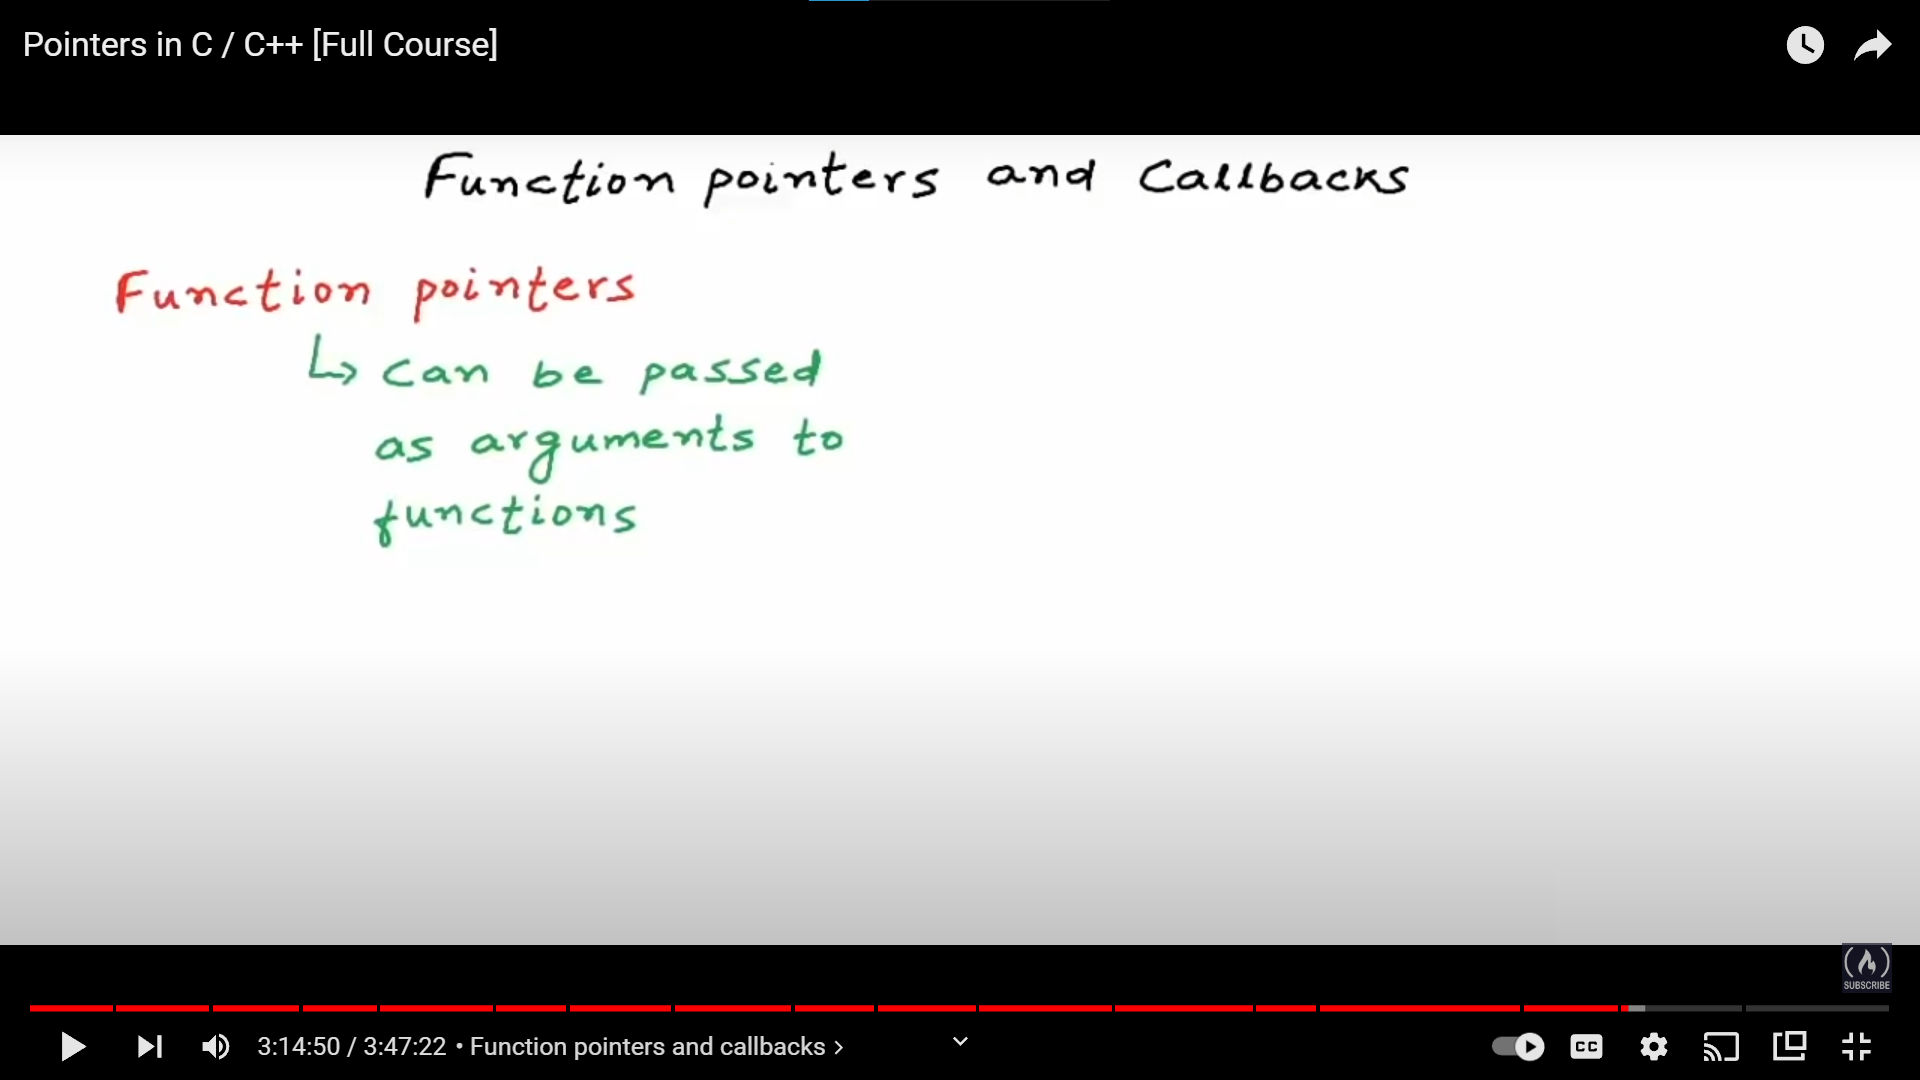 Pointers in C / C++ [Full Course]
Function pointers and Callbacks
Function pointers
↳ can be passed
as arguments to
functions
SUBSCRIBE
3:14:50 / 3:47:22 • Function pointers and callbacks ›
CC